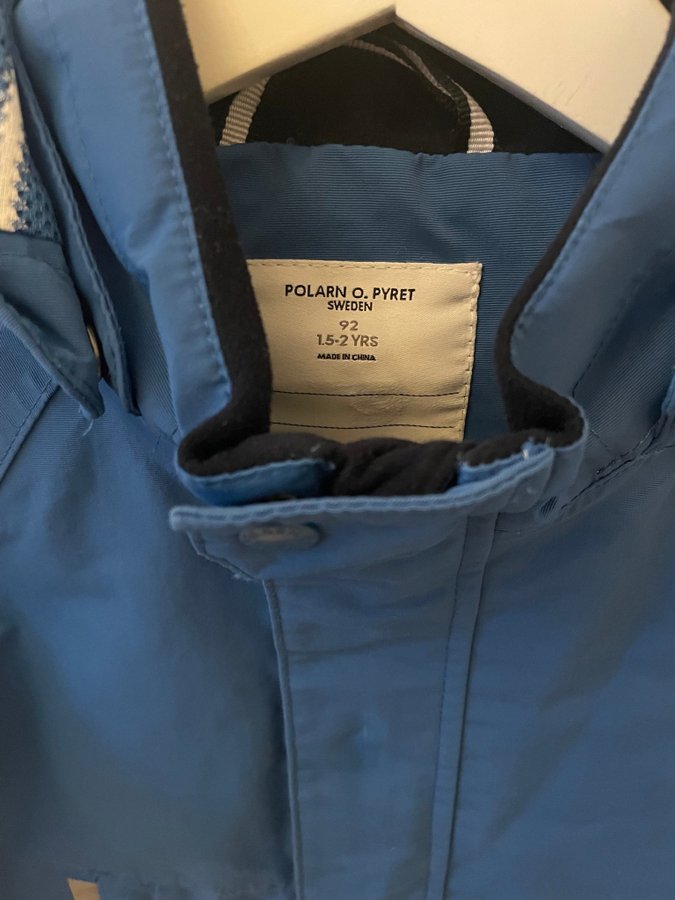 POLARN O. PYRET
SWEDEN
92
1.5-2 YRS
MADE IN CHINA